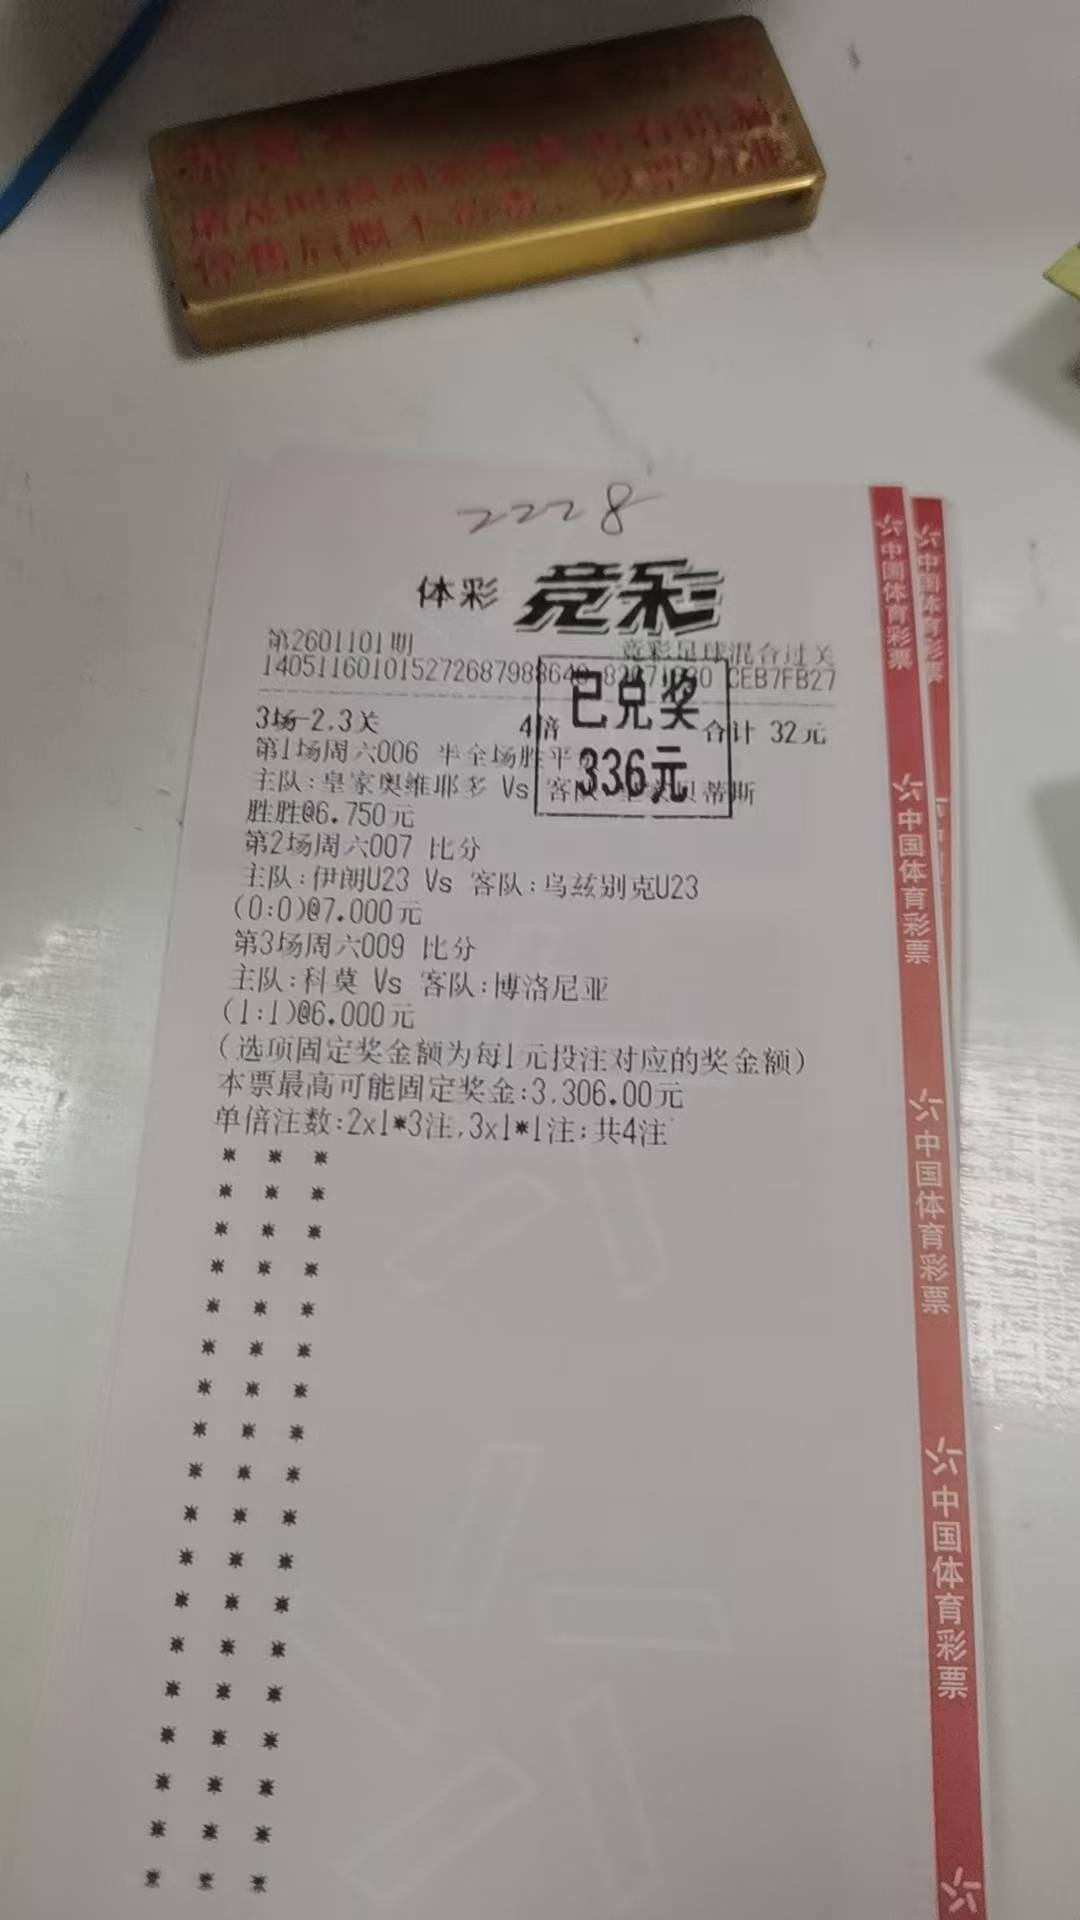 2228
体彩 竞彩
第2601101期 竞彩足球混合过关
CEB7FB27
已兑奖
336元
3场-2.3关 4倍 合计 32元
第1场周六006 半全场胜平
主队:皇家奥维耶多 Vs 客队 皇家贝蒂斯
胜胜@6.750元
第2场周六007 比分
主队:伊朗U23 Vs 客队:乌兹别克U23
(0:0)@7.000元
第3场周六009 比分
主队:科莫 Vs 客队:博洛尼亚
(1:1)@6.000元
(选项固定奖金额为每1元投注对应的奖金额)
本票最高可能固定奖金:3,306.00元
单倍注数:2x1*3注,3x1*1注;共4注
中国体育彩票
中国体育彩票
中国体育彩票
中国体育彩票
中国体育彩票